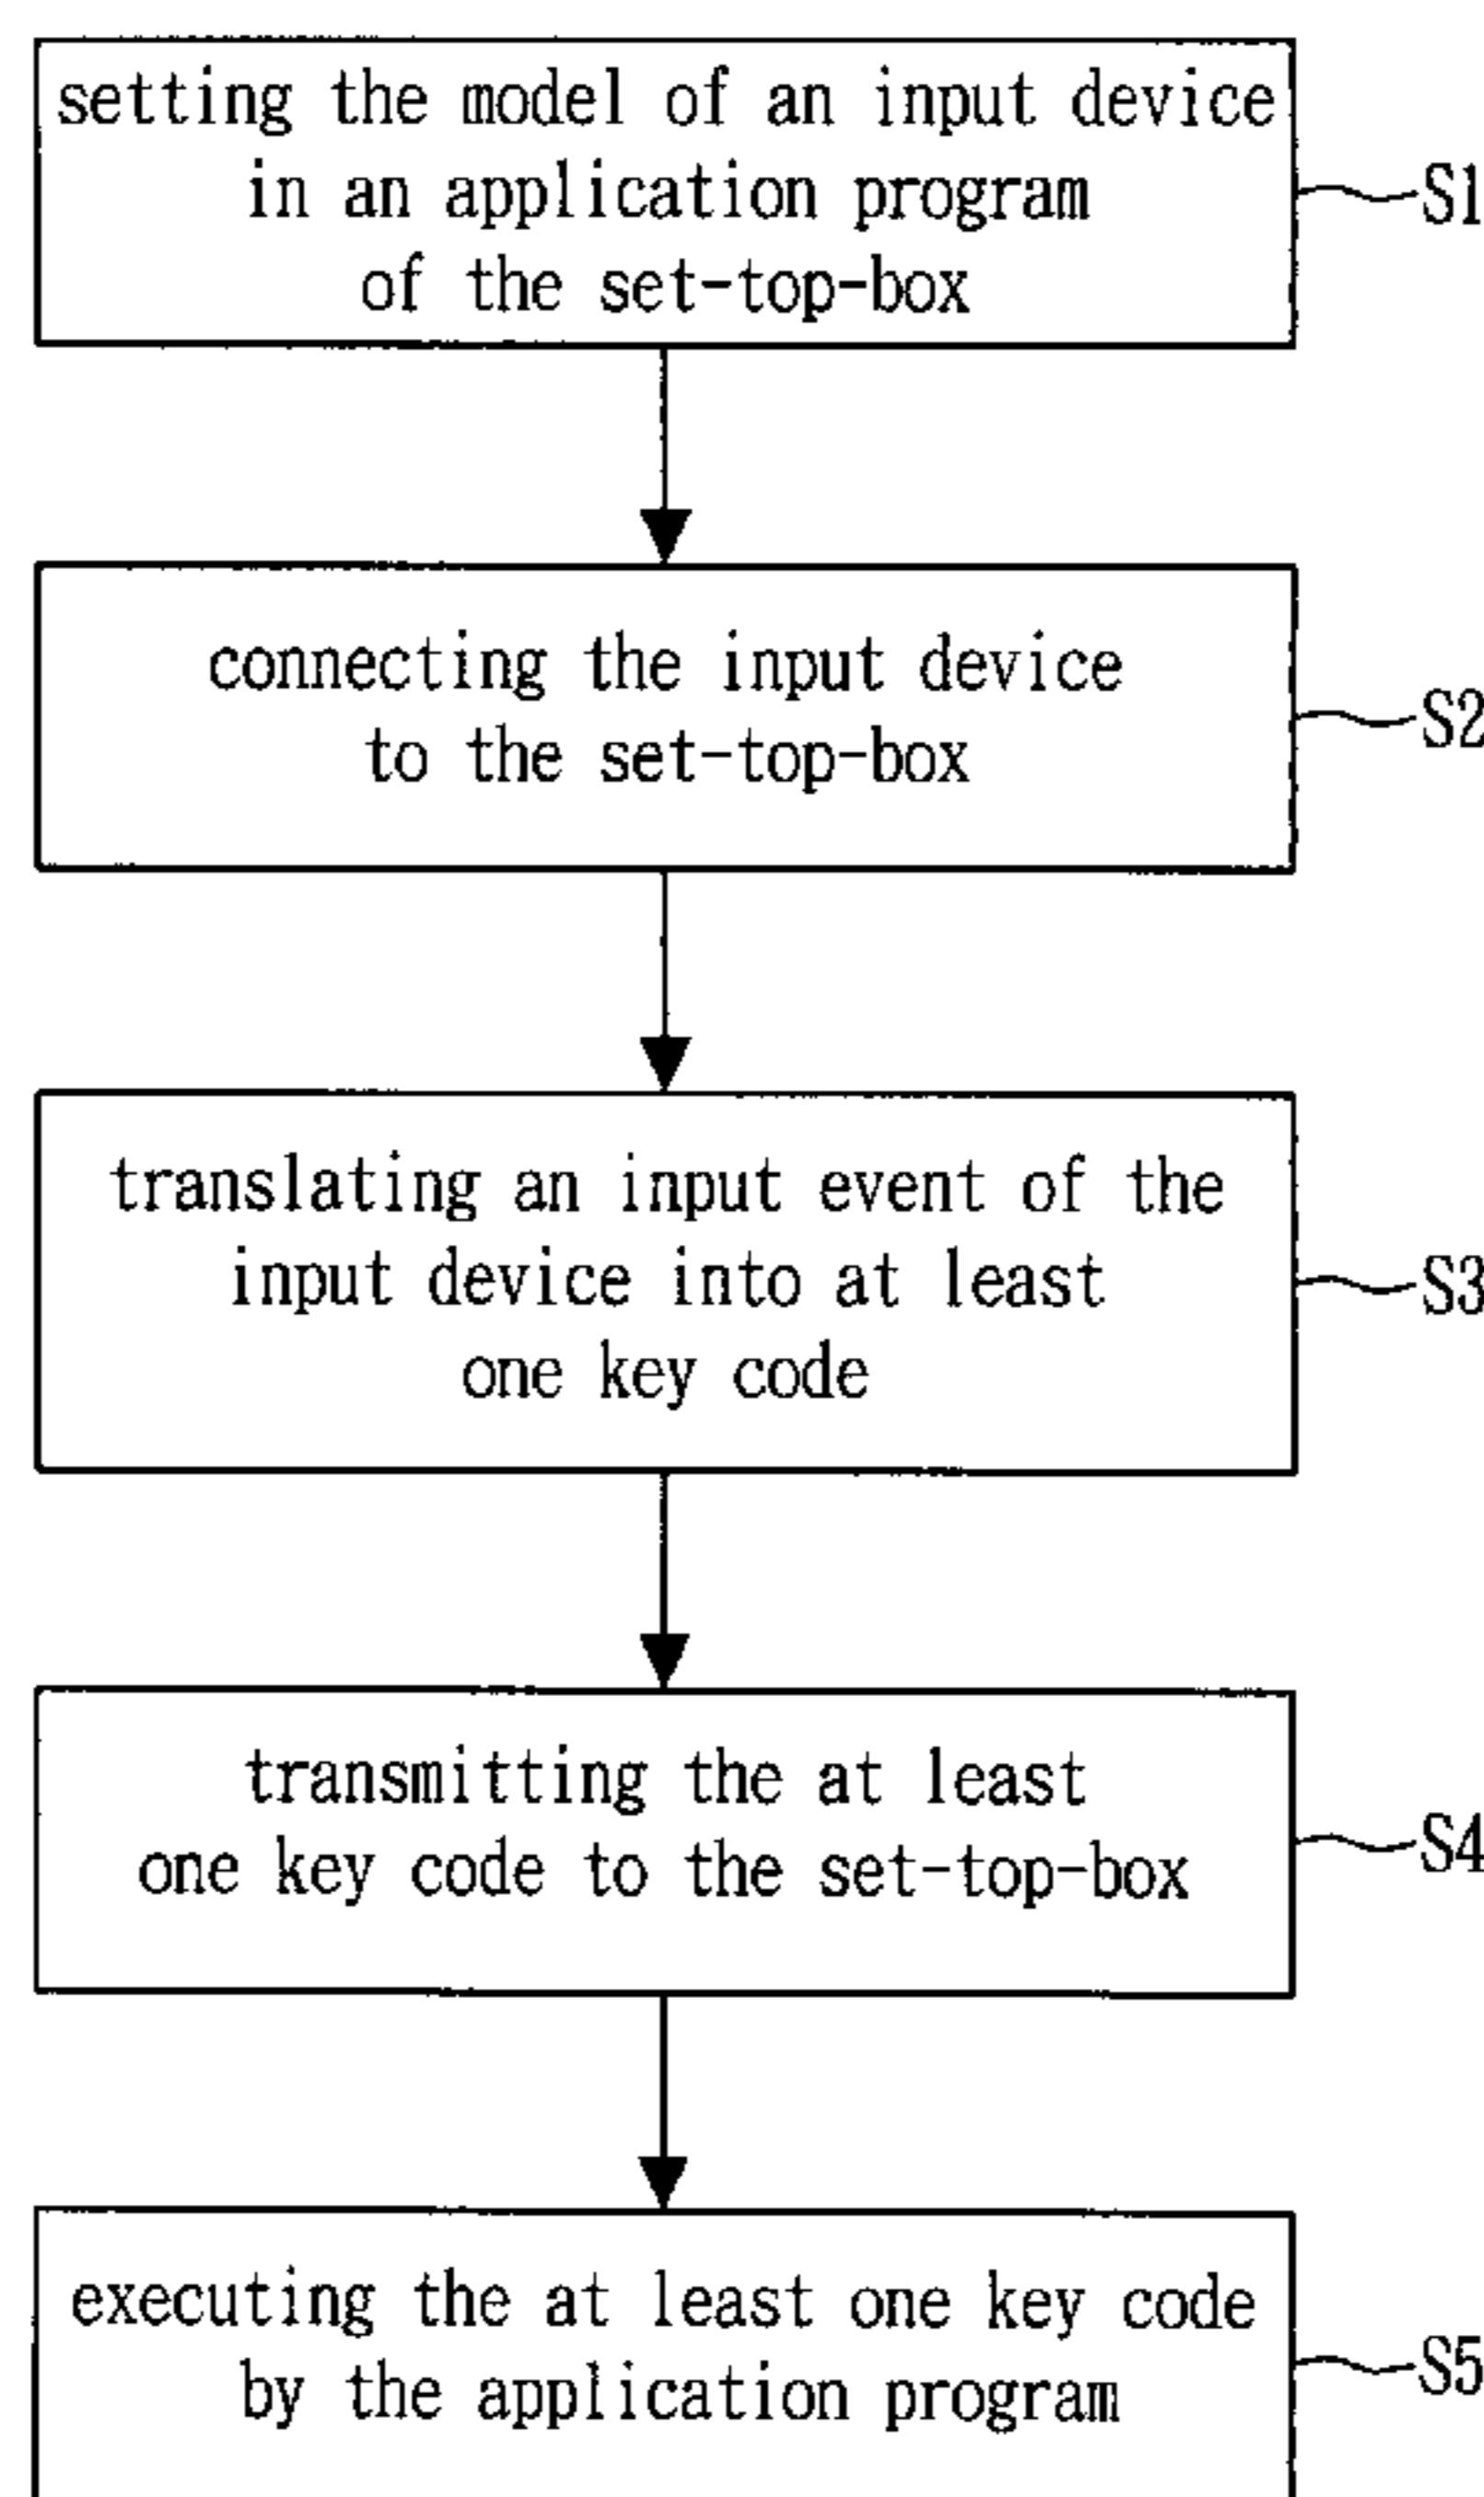 setting the model of an input device
in an application program
of the set-top-box
S1
connecting the input device
to the set-top-box
S2
translating an input event of the
input device into at least
one key code
S3
transmitting the at least
one key code to the set-top-box
S4
executing the at least one key code
by the application program
S5